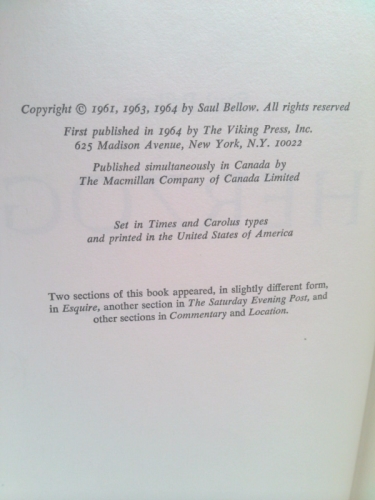 Copyright © 1961, 1963, 1964 by Saul Bellow. All rights reserved
First published in 1964 by The Viking Press, Inc.
625 Madison Avenue, New York, N.Y. 10022
Published simultaneously in Canada by
The Macmillan Company of Canada Limited
Set in Times and Carolus types
and printed in the United States of America
Two sections of this book appeared, in slightly different form,
in Esquire, another section in The Saturday Evening Post, and
other sections in Commentary and Location.
HERZOG